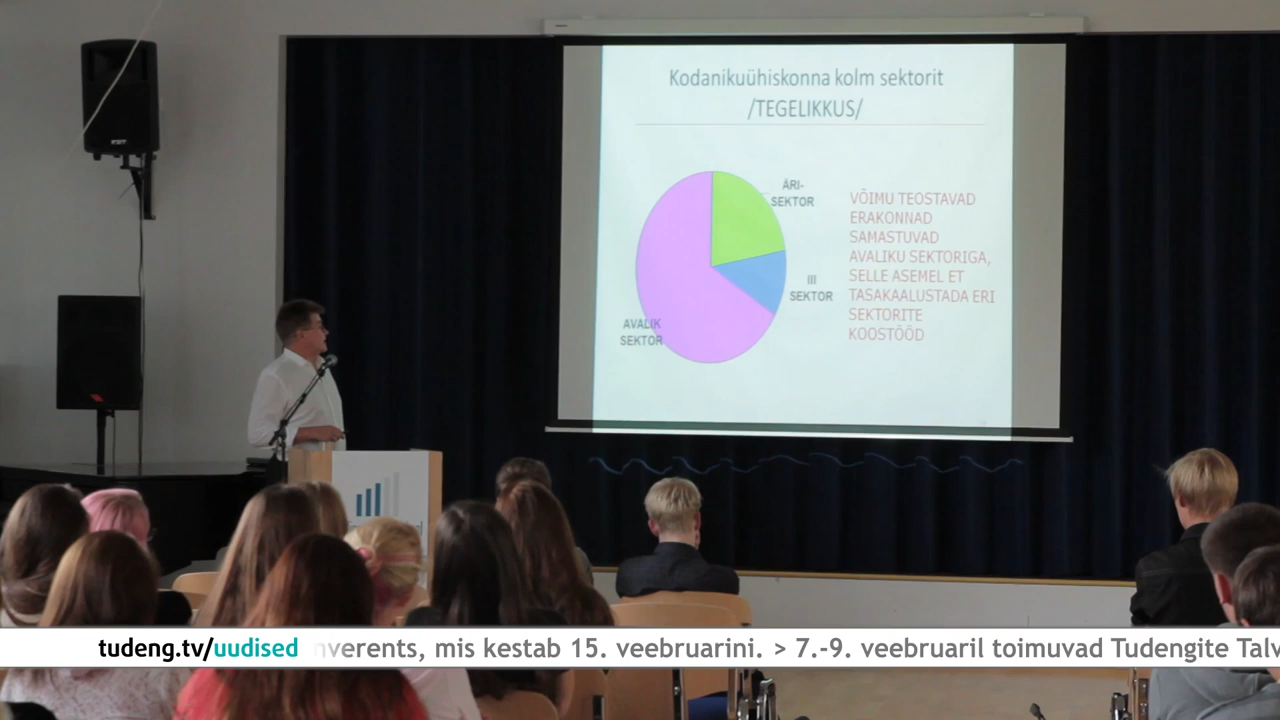 Kodanikuühiskonna kolm sektorit
/TEGELIKKUS/
ÄRI-
SEKTOR
III
SEKTOR
AVALIK
SEKTOR
VÕIMU TEOSTAVAD
ERAKONNAD
SAMASTUVAD
AVALIKU SEKTORIGA,
SELLE ASEMEL ET
TASAKAALUSTADA ERI
SEKTORITE
KOOSTÖÖD
tudeng.tv/uudised nverents, mis kestab 15. veebruarini. > 7.-9. veebruaril toimuvad Tudengite Talv